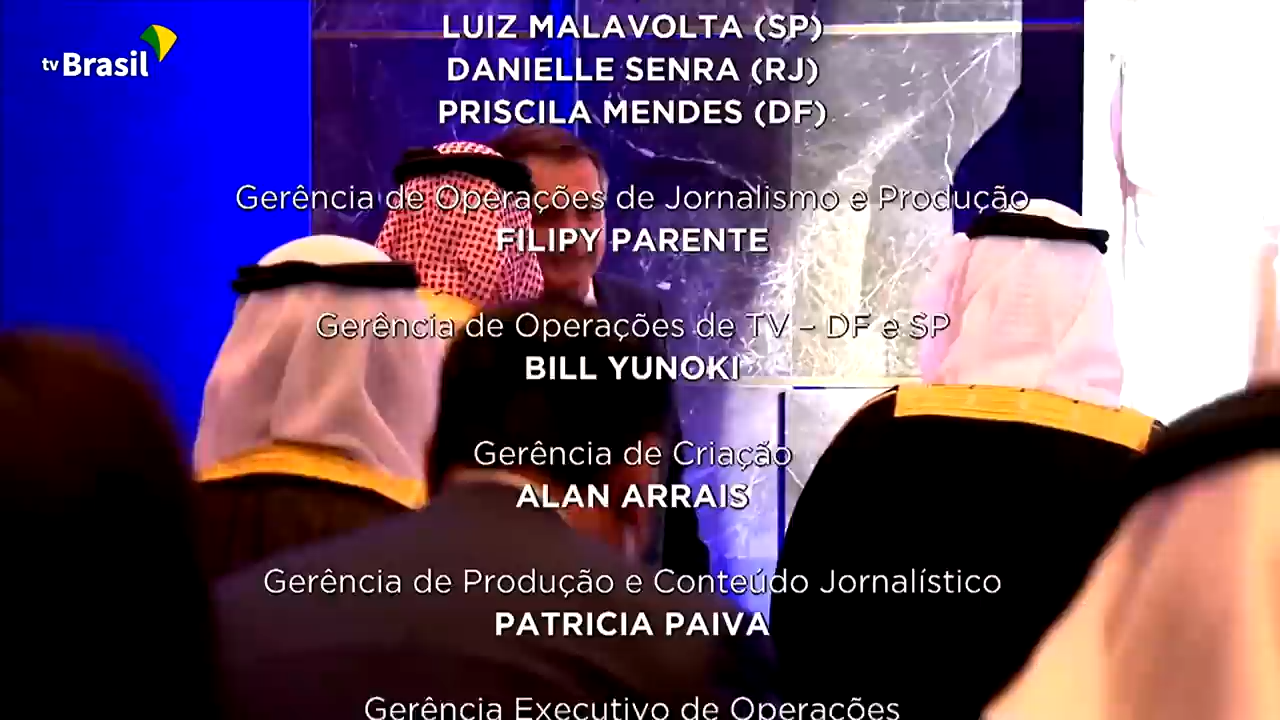 tv Brasil
LUIZ MALAVOLTA (SP)
DANIELLE SENRA (RJ)
PRISCILA MENDES (DF)
Gerência de Operações de Jornalismo e Produção
FILIPY PARENTE
Gerência de Operações de TV – DF e SP
BILL YUNOKI
Gerência de Criação
ALAN ARRAIS
Gerência de Produção e Conteúdo Jornalístico
PATRICIA PAIVA
Gerência Executivo de Operações